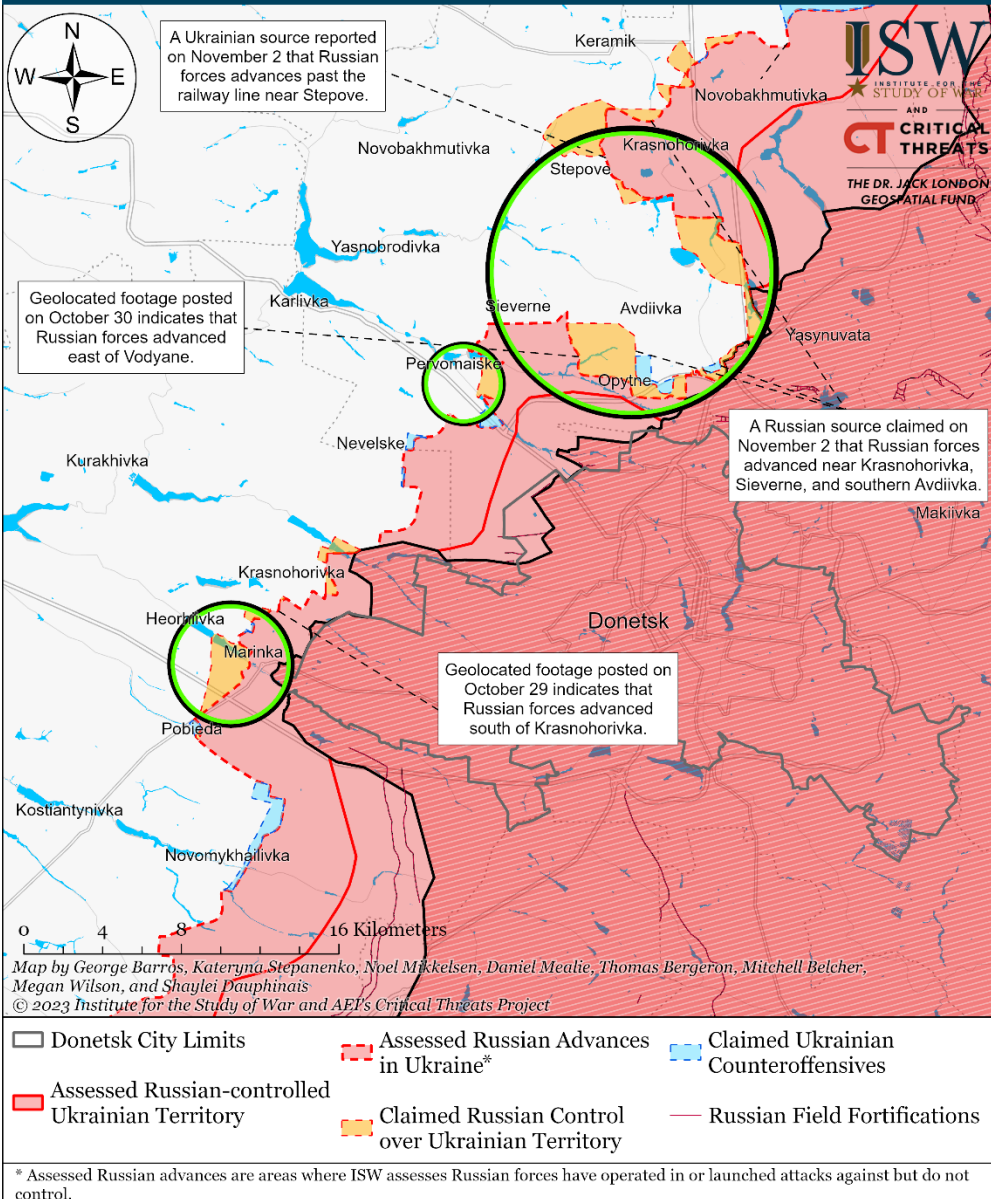 N
W
E
S
A Ukrainian source reported
on November 2 that Russian
forces advances past the
railway line near Stepove.
Keramik
ISW
INSTITUTE FOR THE
STUDY OF WAR
AND
CT CRITICAL
THREATS
THE DR. JACK LONDON
GEOSPATIAL FUND
Novobakhmutivka
Novobakhmutivka
Krasnohorivka
Stepove
Yasnobrodivka
Karlivka
Geolocated footage posted
on October 30 indicates that
Russian forces advanced
east of Vodyane.
Sieverne
Avdiivka
Yasynuvata
Pervomaiske
Opytne
A Russian source claimed on
November 2 that Russian forces
advanced near Krasnohorivka,
Sieverne, and southern Avdiivka.
Nevelske
Kurakhivka
Makiivka
Krasnohorivka
Heorhiivka
Donetsk
Marinka
Geolocated footage posted on
October 29 indicates that
Russian forces advanced
south of Krasnohorivka.
Pobieda
Kostiantynivka
Novomykhailivka
0 4 8 16 Kilometers
Map by George Barros, Kateryna Stepanenko, Noel Mikkelsen, Daniel Mealie, Thomas Bergeron, Mitchell Belcher,
Megan Wilson, and Shaylei Dauphinais
© 2023 Institute for the Study of War and AEI's Critical Threats Project
Donetsk City Limits
Assessed Russian-controlled
Ukrainian Territory
Assessed Russian Advances
in Ukraine*
Claimed Russian Control
over Ukrainian Territory
Claimed Ukrainian
Counteroffensives
Russian Field Fortifications
* Assessed Russian advances are areas where ISW assesses Russian forces have operated in or launched attacks against but do not
control.